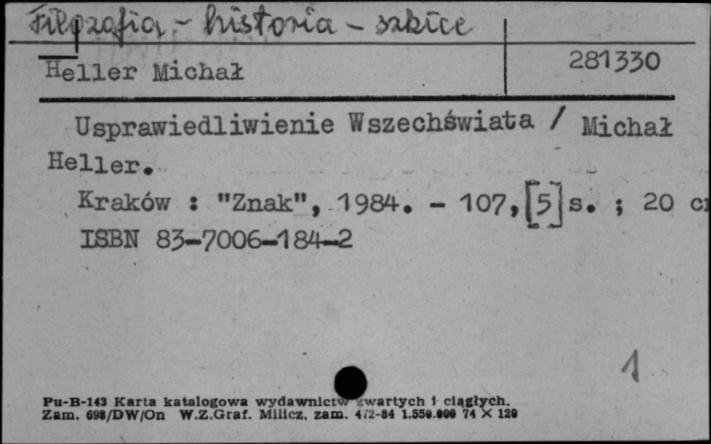 Filozofia - historia - szkice
Heller Michał 281330
Usprawiedliwienie Wszechświata / Michał
Heller.
Kraków : "Znak", 1984. - 107,[5]s. ; 20 c
ISBN 83-7006-184-2
1
Pu-B-143 Karta katalogowa wydawnictw zwartych i ciągłych.
Zam. 698/DW/On W.Z.Graf. Milicz, zam. 472-84 1.550.000 74 X 120